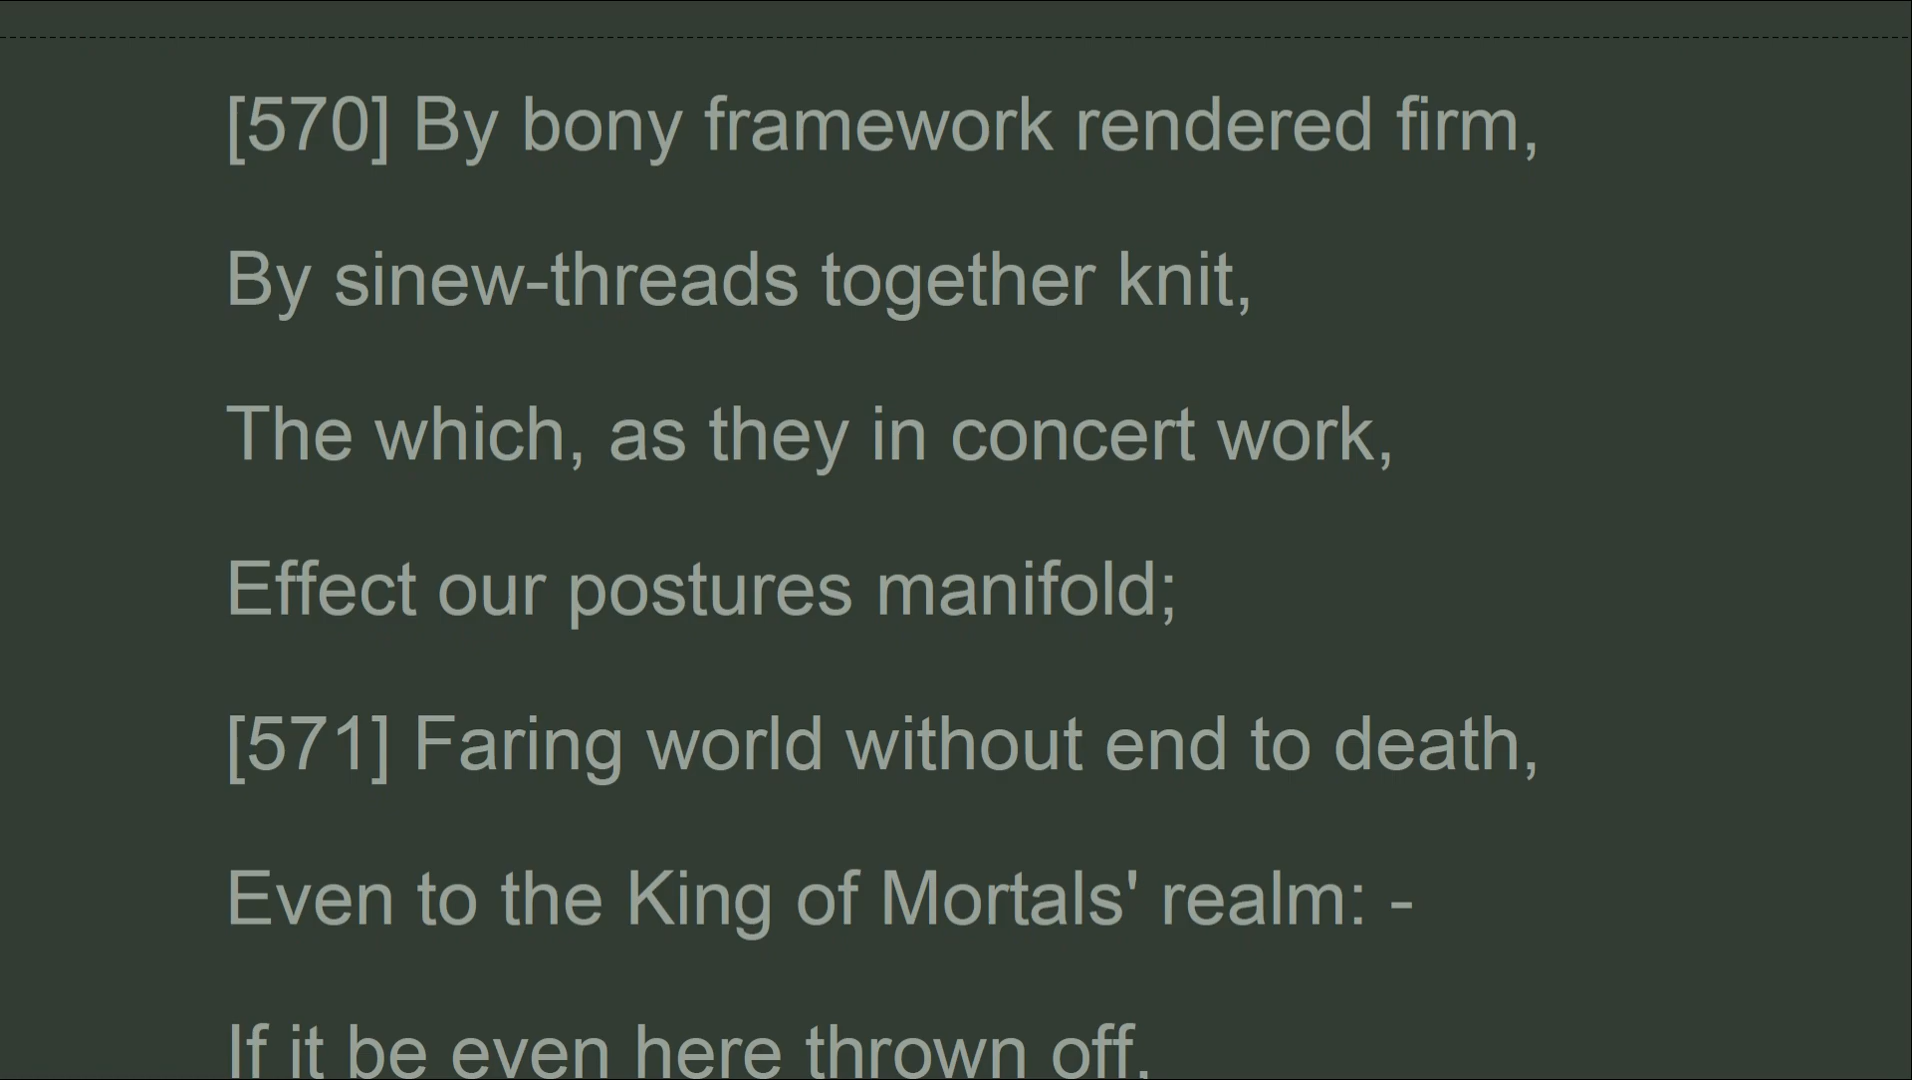 [570] By bony framework rendered firm,
By sinew-threads together knit,
The which, as they in concert work,
Effect our postures manifold;
[571] Faring world without end to death,
Even to the King of Mortals' realm: -
If it be even here thrown off,